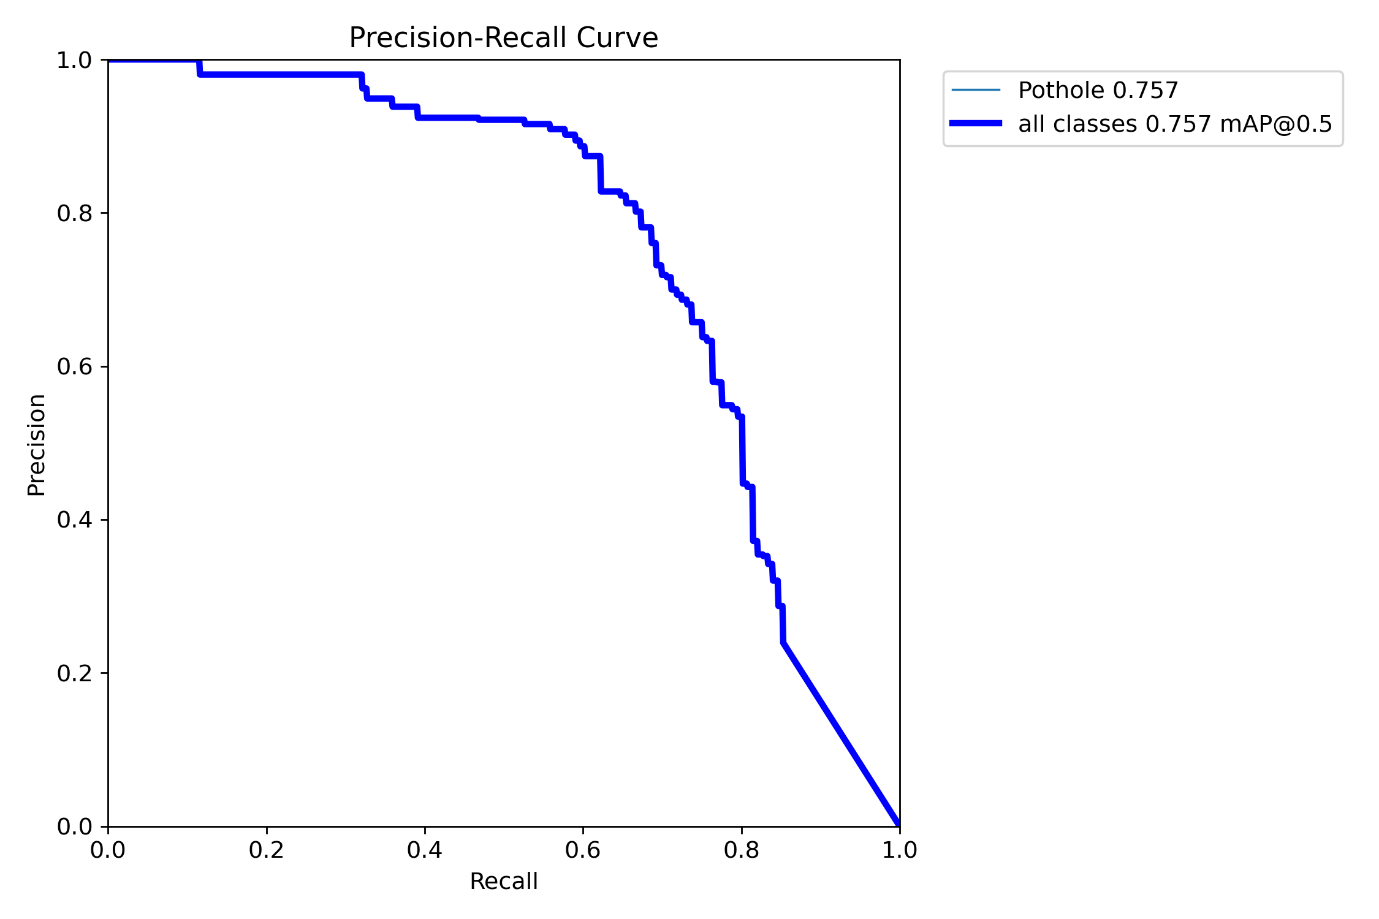 Precision-Recall Curve
Pothole 0.757
all classes 0.757 mAP@0.5
Precision
1.0
0.8
0.6
0.4
0.2
0.0
0.0 0.2 0.4 0.6 0.8 1.0
Recall